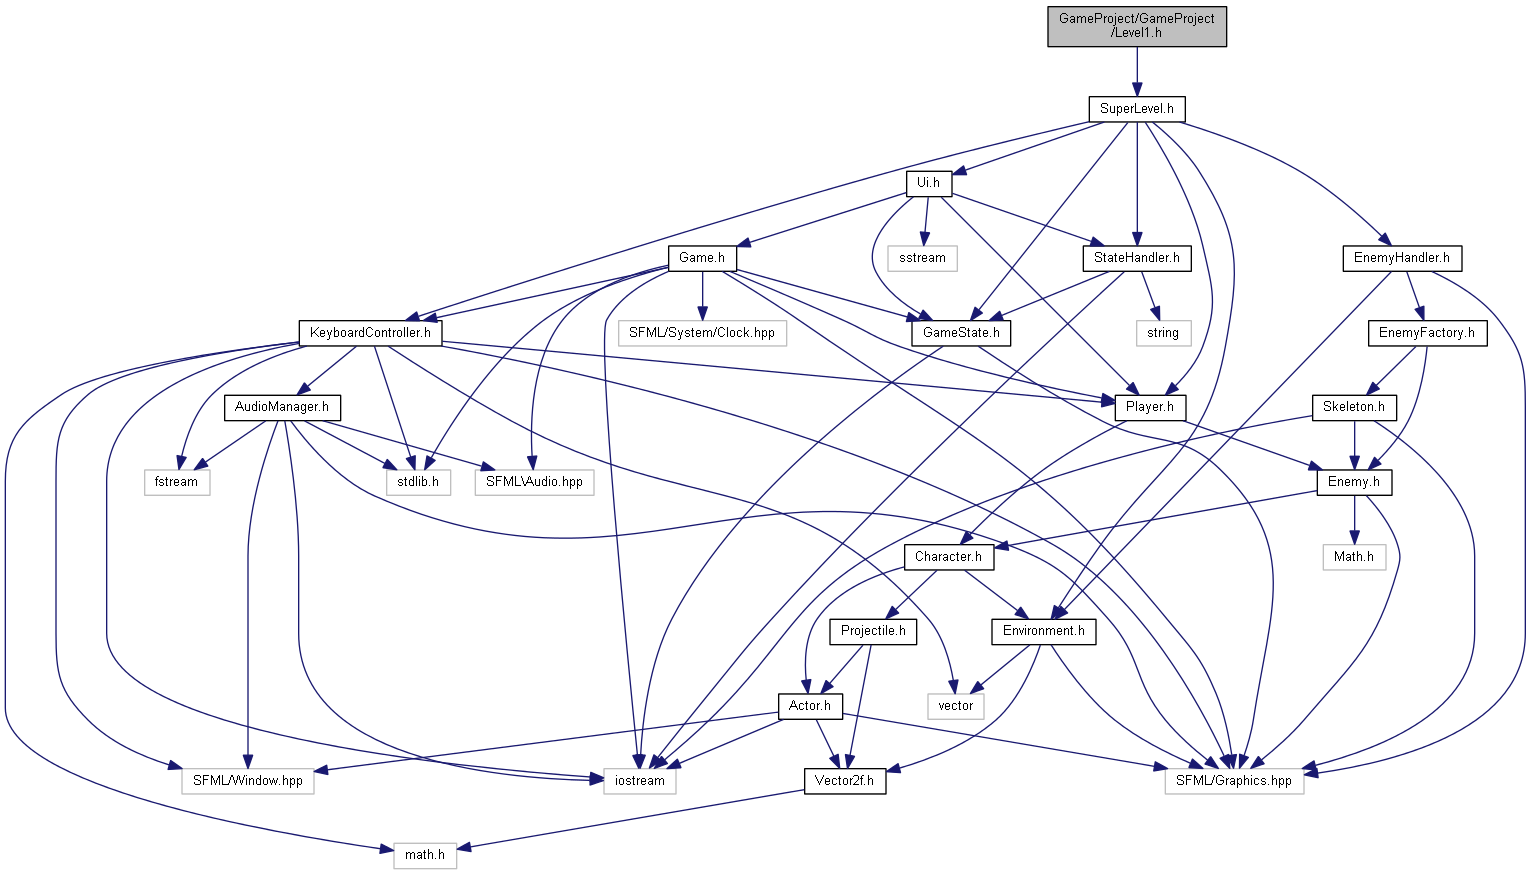 GameProject/GameProject
/Level1.h
SuperLevel.h
Ui.h
Game.h
sstream
StateHandler.h
EnemyHandler.h
KeyboardController.h
SFML/System/Clock.hpp
GameState.h
string
EnemyFactory.h
AudioManager.h
Player.h
Skeleton.h
fstream
stdlib.h
SFML\Audio.hpp
Enemy.h
Character.h
Math.h
Projectile.h
Environment.h
Actor.h
vector
SFML/Window.hpp
iostream
Vector2f.h
SFML/Graphics.hpp
math.h